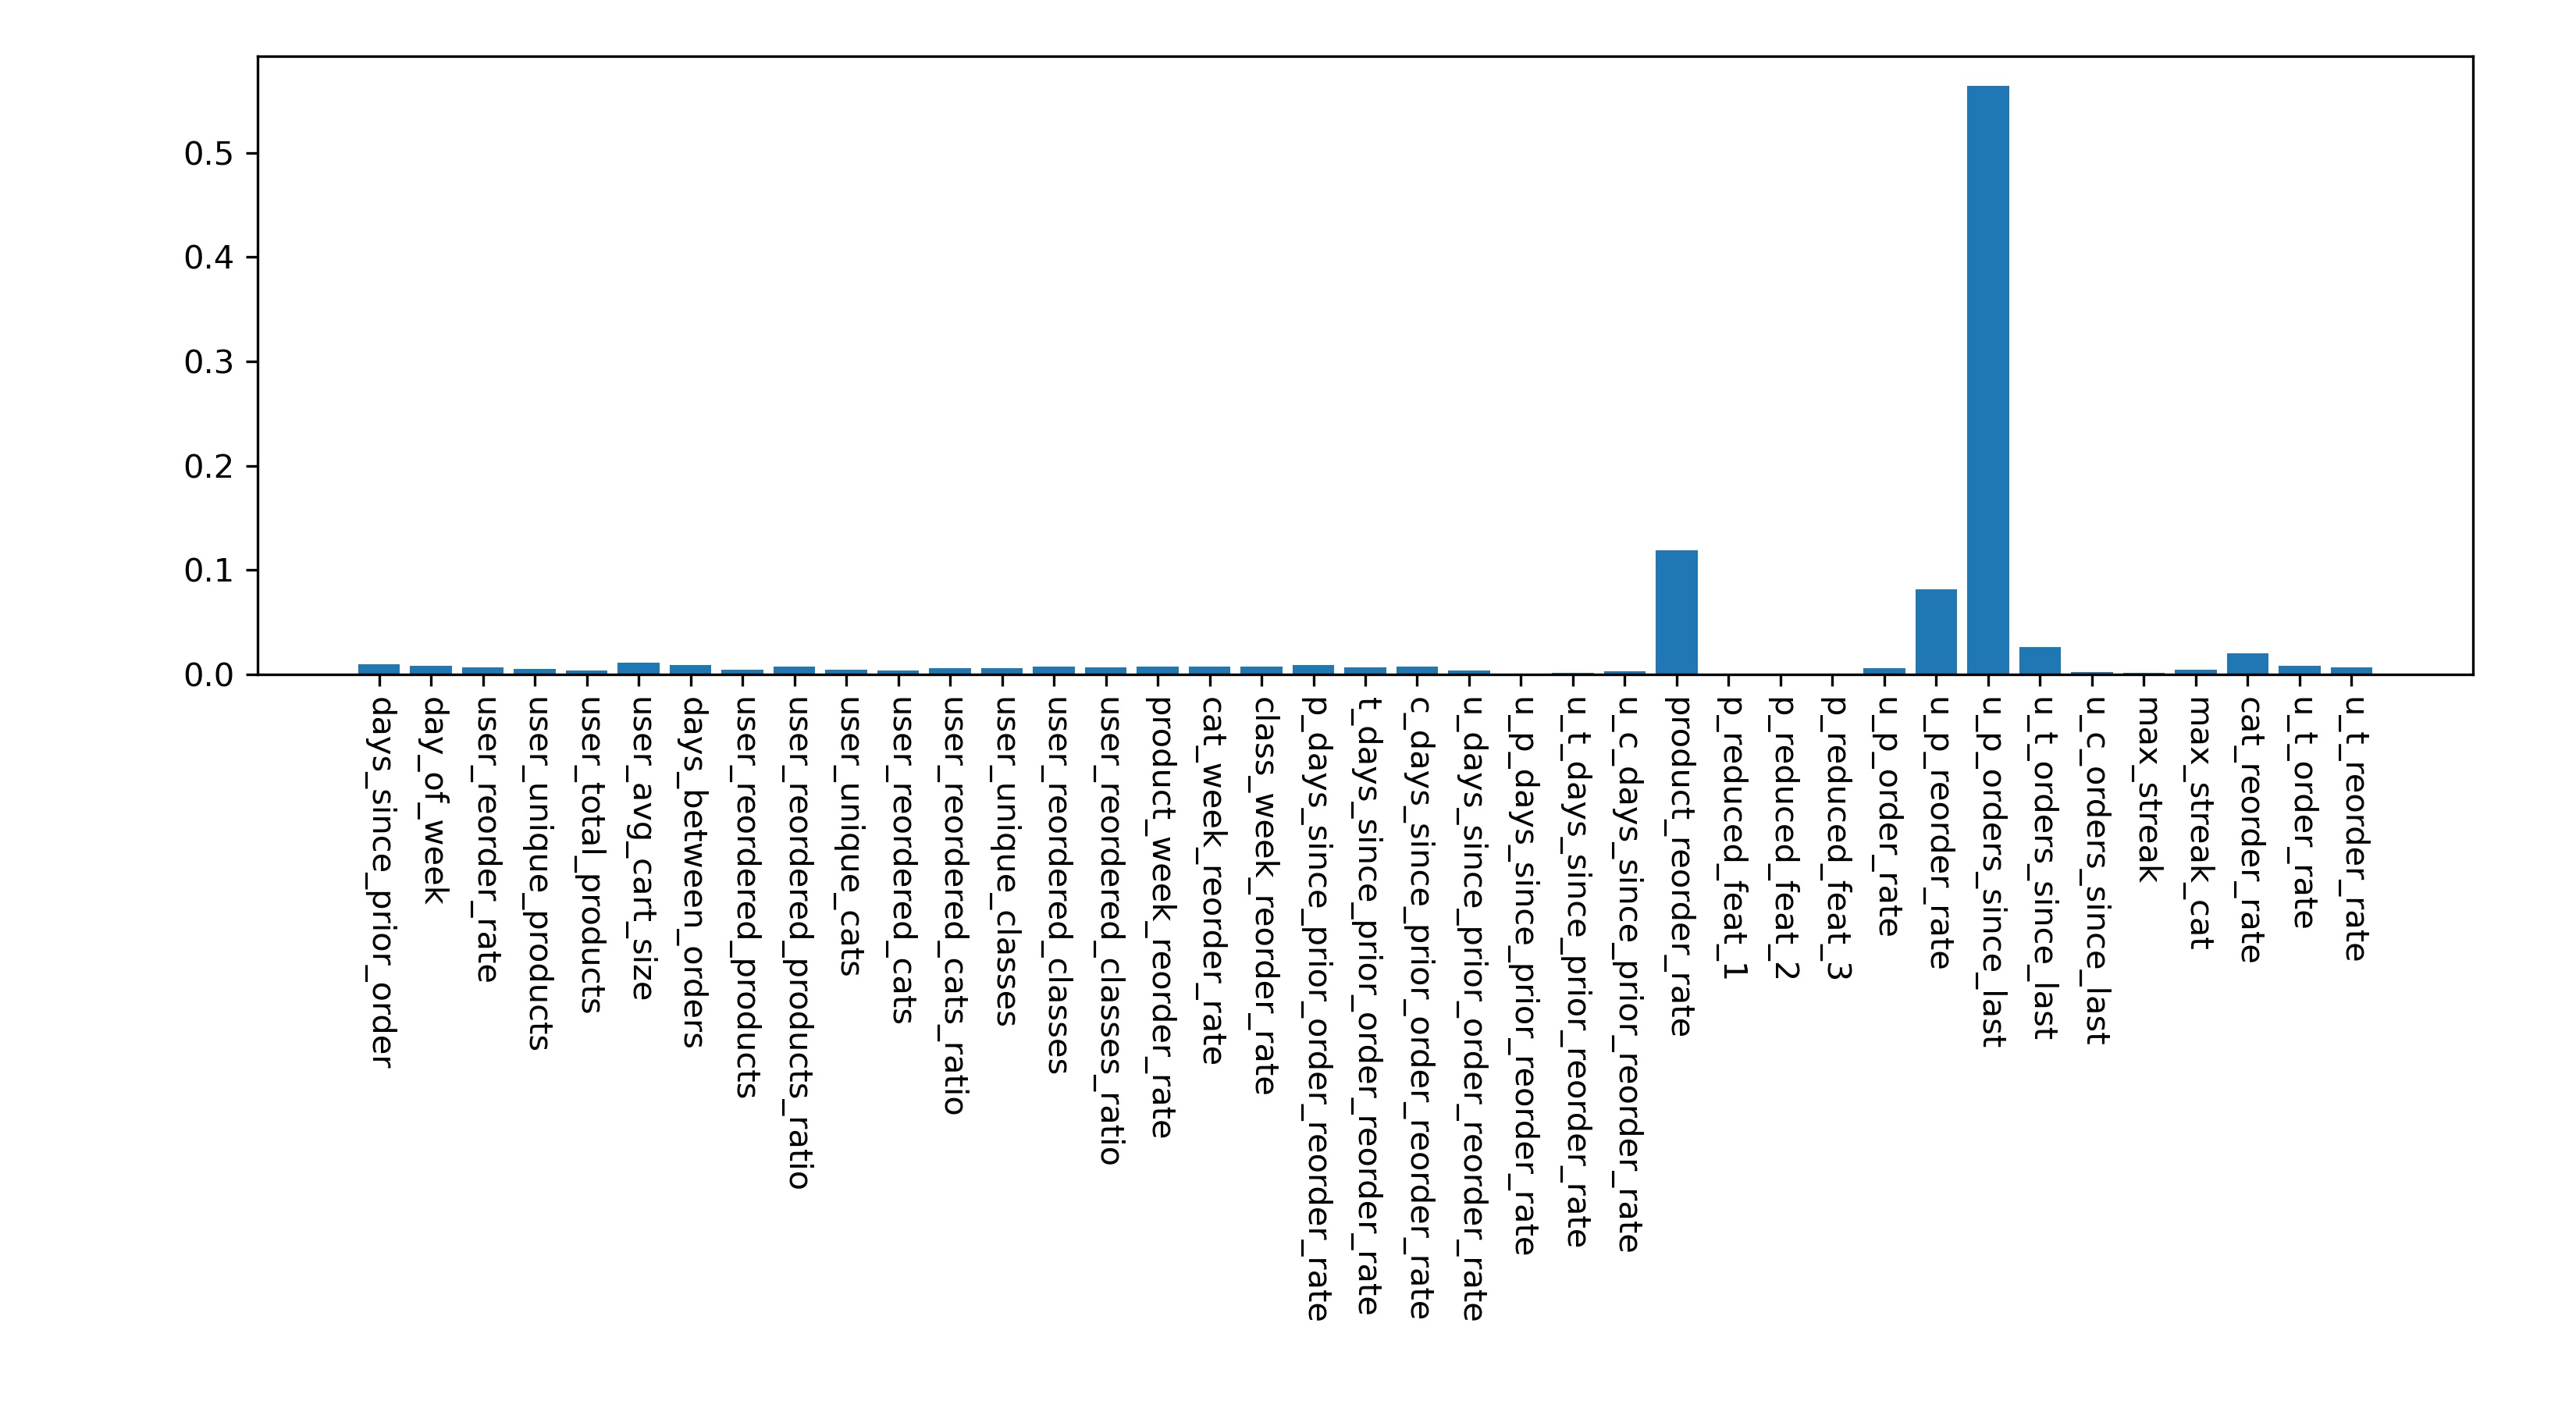 0.5
0.4
0.3
0.2
0.1
0.0
days_since_prior_order
day_of_week
user_reorder_rate
user_unique_products
user_total_products
user_avg_cart_size
days_between_orders
user_reordered_products
user_reordered_products_ratio
user_unique_cats
user_reordered_cats
user_reordered_cats_ratio
user_unique_classes
user_reordered_classes
user_reordered_classes_ratio
product_week_reorder_rate
cat_week_reorder_rate
class_week_reorder_rate
p_days_since_prior_order_reorder_rate
t_days_since_prior_order_reorder_rate
c_days_since_prior_order_reorder_rate
u_days_since_prior_order_reorder_rate
u_p_days_since_prior_reorder_rate
u_t_days_since_prior_reorder_rate
u_c_days_since_prior_reorder_rate
product_reorder_rate
p_reduced_feat_1
p_reduced_feat_2
p_reduced_feat_3
u_p_order_rate
u_p_reorder_rate
u_p_orders_since_last
u_t_orders_since_last
u_c_orders_since_last
max_streak
max_streak_cat
cat_reorder_rate
u_t_order_rate
u_t_reorder_rate